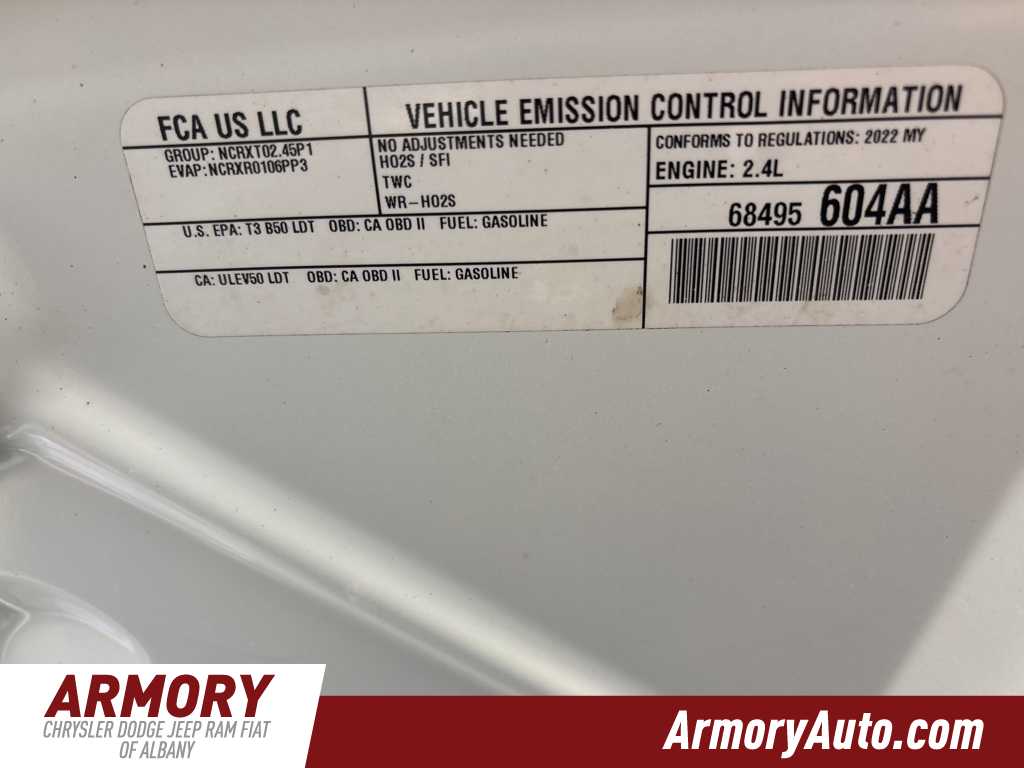 FCA US LLC
GROUP: NCRXT02.45P1
EVAP: NCRXR0106PP3
VEHICLE EMISSION CONTROL INFORMATION
NO ADJUSTMENTS NEEDED
HO2S / SFI
TWC
WR-HO2S
CONFORMS TO REGULATIONS: 2022 MY
ENGINE: 2.4L
68495 604AA
U.S. EPA: T3 B50 LDT OBD: CA OBD II FUEL: GASOLINE
CA: ULEV50 LDT OBD: CA OBD II FUEL: GASOLINE
ARMORY
CHRYSLER DODGE JEEP RAM FIAT
OF ALBANY
ArmoryAuto.com